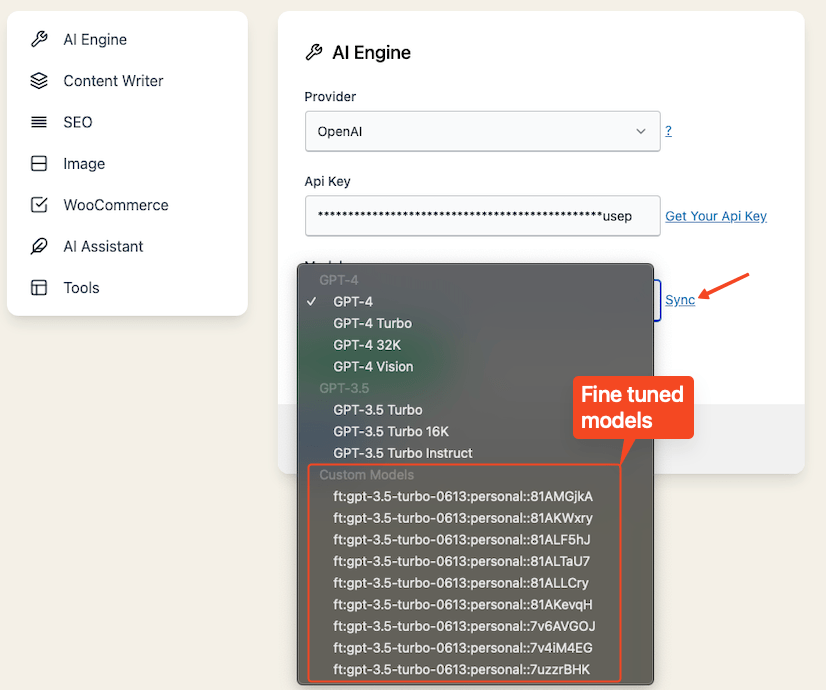 AI Engine
Content Writer
SEO
Image
WooCommerce
AI Assistant
Tools
AI Engine
Provider
OpenAI
?
Api Key
***********************************************usep
Get Your Api Key
GPT-4
GPT-4
GPT-4 Turbo
GPT-4 32K
GPT-4 Vision
GPT-3.5
GPT-3.5 Turbo
GPT-3.5 Turbo 16K
GPT-3.5 Turbo Instruct
Custom Models
ft:gpt-3.5-turbo-0613:personal::81AMGjkA
ft:gpt-3.5-turbo-0613:personal::81AKWxry
ft:gpt-3.5-turbo-0613:personal::81ALF5hJ
ft:gpt-3.5-turbo-0613:personal::81ALTaU7
ft:gpt-3.5-turbo-0613:personal::81ALLCry
ft:gpt-3.5-turbo-0613:personal::81AKevqH
ft:gpt-3.5-turbo-0613:personal::7v6AVGOJ
ft:gpt-3.5-turbo-0613:personal::7v4iM4EG
ft:gpt-3.5-turbo-0613:personal::7uzzrBHK
Sync
Fine tuned
models